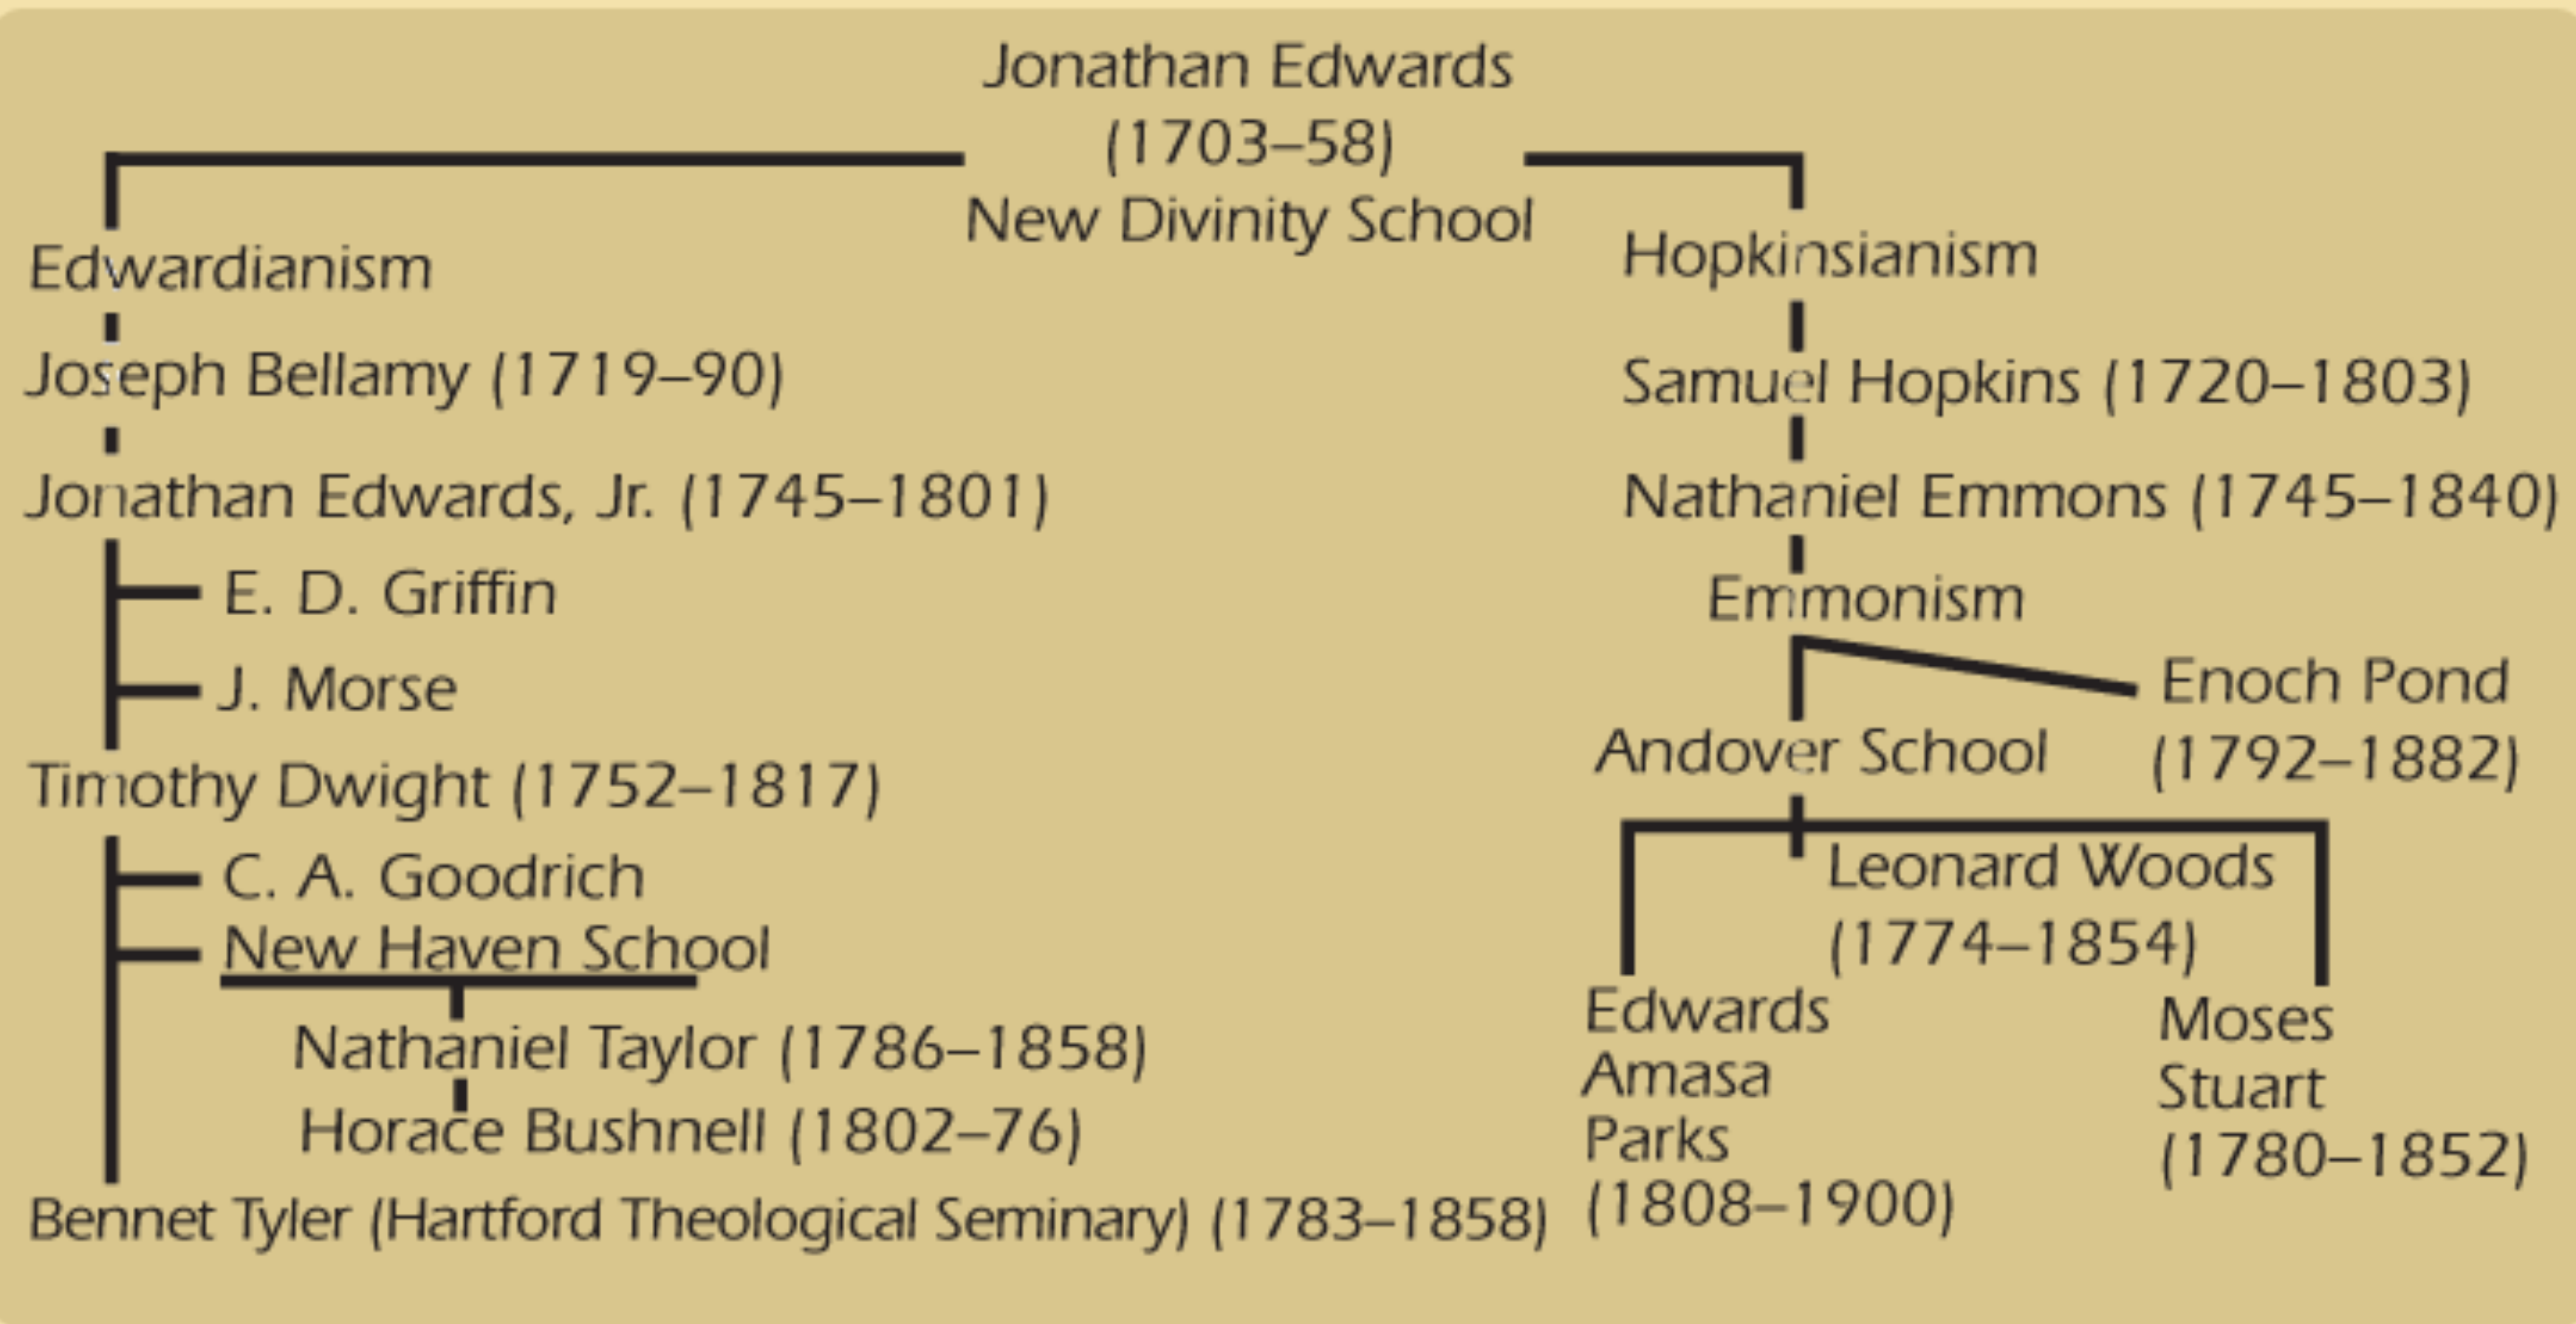 Jonathan Edwards
(1703–58)
New Divinity School
Edwardianism
Joseph Bellamy (1719–90)
Jonathan Edwards, Jr. (1745–1801)
E. D. Griffin
J. Morse
Timothy Dwight (1752–1817)
C. A. Goodrich
New Haven School
Nathaniel Taylor (1786–1858)
Horace Bushnell (1802–76)
Bennet Tyler (Hartford Theological Seminary) (1783–1858)
Hopkinsianism
Samuel Hopkins (1720–1803)
Nathaniel Emmons (1745–1840)
Emmonism
Enoch Pond
(1792–1882)
Andover School
Leonard Woods
(1774–1854)
Edwards
Amasa
Parks
(1808–1900)
Moses
Stuart
(1780–1852)